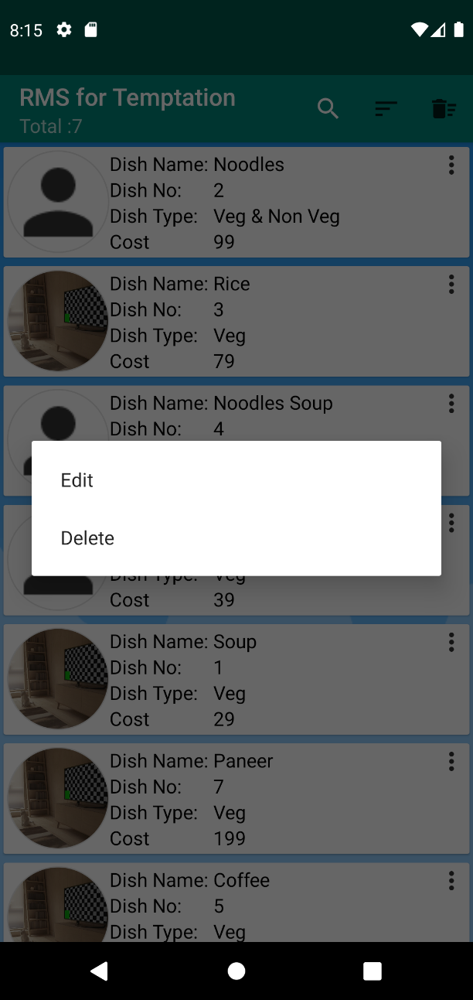 8:15
RMS for Temptation
Total :7
Dish Name: Noodles
Dish No: 2
Dish Type: Veg & Non Veg
Cost 99
Dish Name: Rice
Dish No: 3
Dish Type: Veg
Cost 79
Dish Name: Noodles Soup
Dish No: 4
Edit
Delete
Dish Type: Veg
Cost 39
Dish Name: Soup
Dish No: 1
Dish Type: Veg
Cost 29
Dish Name: Paneer
Dish No: 7
Dish Type: Veg
Cost 199
Dish Name: Coffee
Dish No: 5
Dish Type: Veg